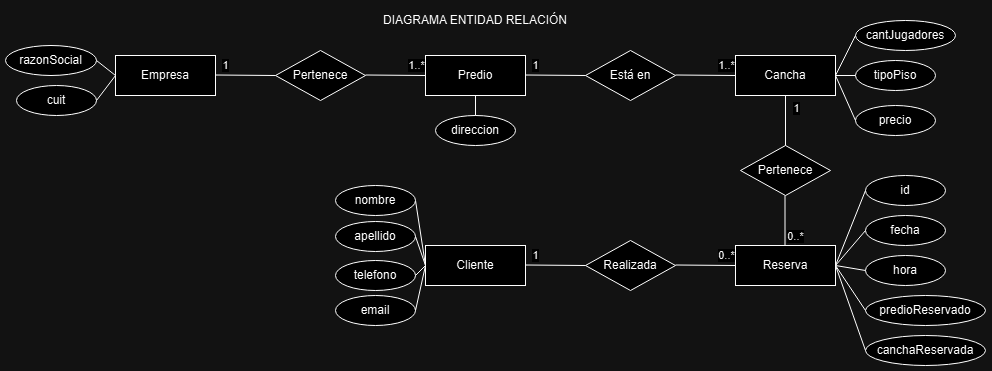 DIAGRAMA ENTIDAD RELACIÓN
razonSocial
cuit
Empresa
1
Pertenece
1..*
Predio
direccion
1
Está en
1..*
Cancha
cantJugadores
tipoPiso
precio
1
Pertenece
0..*
nombre
apellido
telefono
email
Cliente
1
Realizada
0..*
Reserva
id
fecha
hora
predioReservado
canchaReservada